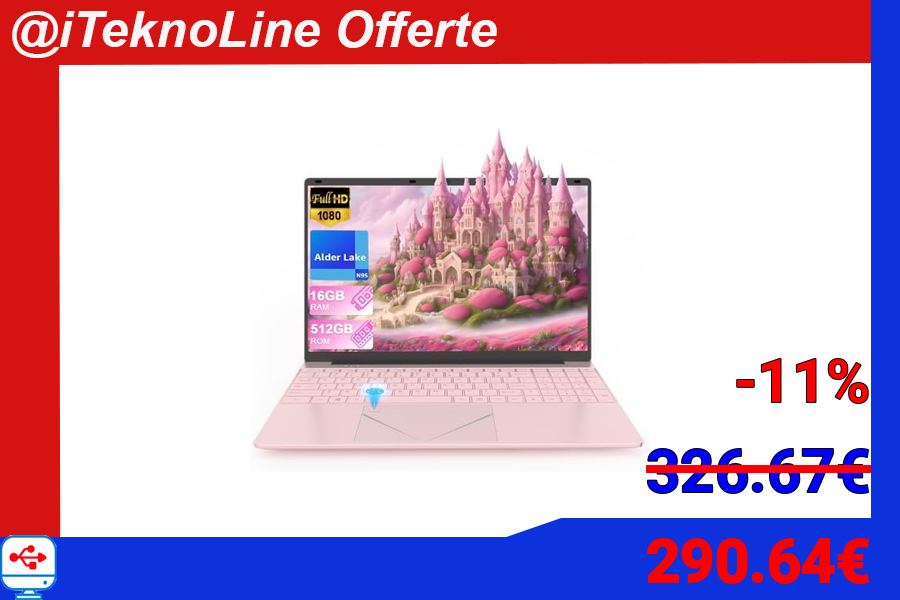 @iTeknoLine Offerte
Full HD
1080
Alder Lake
N95
16GB
RAM
512GB
ROM
-11%
326.67€
290.64€